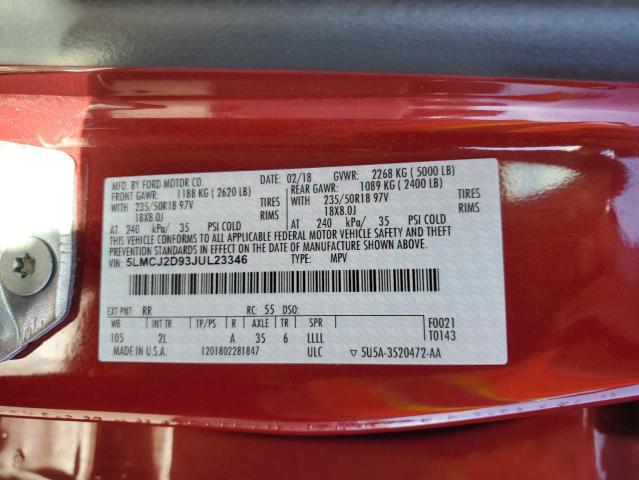 MFD. BY FORD MOTOR CO.
DATE: 02/18 GVWR: 2268 KG ( 5000 LB)
FRONT GAWR: 1188 KG ( 2620 LB)
REAR GAWR: 1089 KG ( 2400 LB)
WITH 235/50R18 97V TIRES
WITH 235/50R18 97V TIRES
18X8.0J RIMS
18X8.0J RIMS
AT 240 kPa/ 35 PSI COLD
AT 240 kPa/ 35 PSI COLD
THIS VEHICLE CONFORMS TO ALL APPLICABLE FEDERAL MOTOR VEHICLE SAFETY AND THEFT
PREVENTION STANDARDS IN EFFECT ON THE DATE OF MANUFACTURE SHOWN ABOVE.
VIN: 5LMCJ2D93JUL23346 TYPE: MPV
EXT PNT: RR RC: 55 DSO:
WB INT TR TP/PS R AXLE TR SPR F0021
105 2L A 35 6 LLLL T0143
MADE IN U.S.A. 1201802281847 ULC ▽ 5U5A-3520472-AA